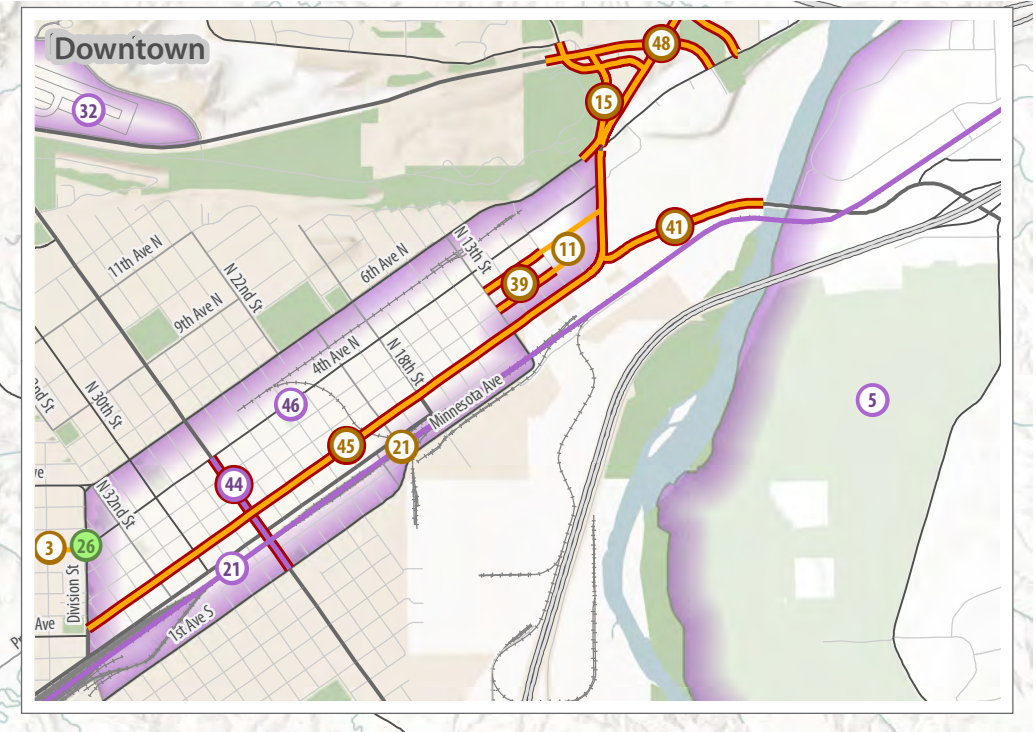 Downtown
48
32
15
11th Ave N
N 22nd St
6th Ave N
N 13th St
11
41
39
9th Ave N
4th Ave N
N 18th St
Minnesota Ave
5
N 30th St
46
45
21
44
N 32nd St
3
26
21
Division St
1st Ave S
Ave